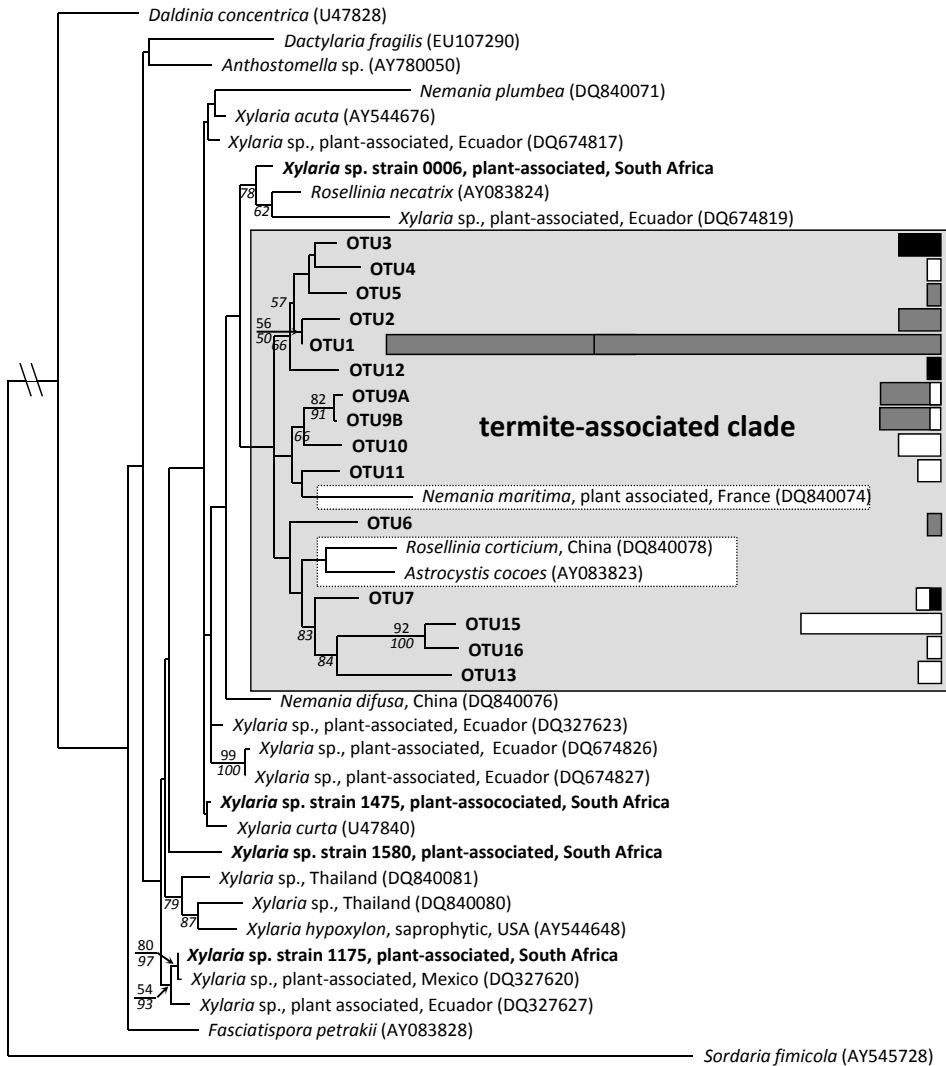 Daldinia concentrica (U47828)
Dactylaria fragilis (EU107290)
Anthostomella sp. (AY780050)
Nemania plumbea (DQ840071)
Xylaria acuta (AY544676)
Xylaria sp., plant-associated, Ecuador (DQ674817)
Xylaria sp. strain 0006, plant-associated, South Africa
78
Rosellinia necatrix (AY083824)
62
Xylaria sp., plant-associated, Ecuador (DQ674819)
OTU3
OTU4
OTU5
57
OTU2
56
50
66
OTU1
OTU12
OTU9A
82
91
OTU9B
termite-associated clade
66
OTU10
OTU11
Nemania maritima, plant associated, France (DQ840074)
OTU6
Rosellinia corticium, China (DQ840078)
Astrocystis cocoes (AY083823)
OTU7
83
OTU15
92
100
OTU16
84
OTU13
Nemania difusa, China (DQ840076)
Xylaria sp., plant-associated, Ecuador (DQ327623)
Xylaria sp., plant-associated, Ecuador (DQ674826)
99
100
Xylaria sp., plant-associated, Ecuador (DQ674827)
Xylaria sp. strain 1475, plant-assocociated, South Africa
Xylaria curta (U47840)
Xylaria sp. strain 1580, plant-associated, South Africa
Xylaria sp., Thailand (DQ840081)
79
Xylaria sp., Thailand (DQ840080)
87
Xylaria hypoxylon, saprophytic, USA (AY544648)
80
97
Xylaria sp. strain 1175, plant-associated, South Africa
Xylaria sp., plant-associated, Mexico (DQ327620)
54
93
Xylaria sp., plant associated, Ecuador (DQ327627)
Fasciatispora petrakii (AY083828)
Sordaria fimicola (AY545728)